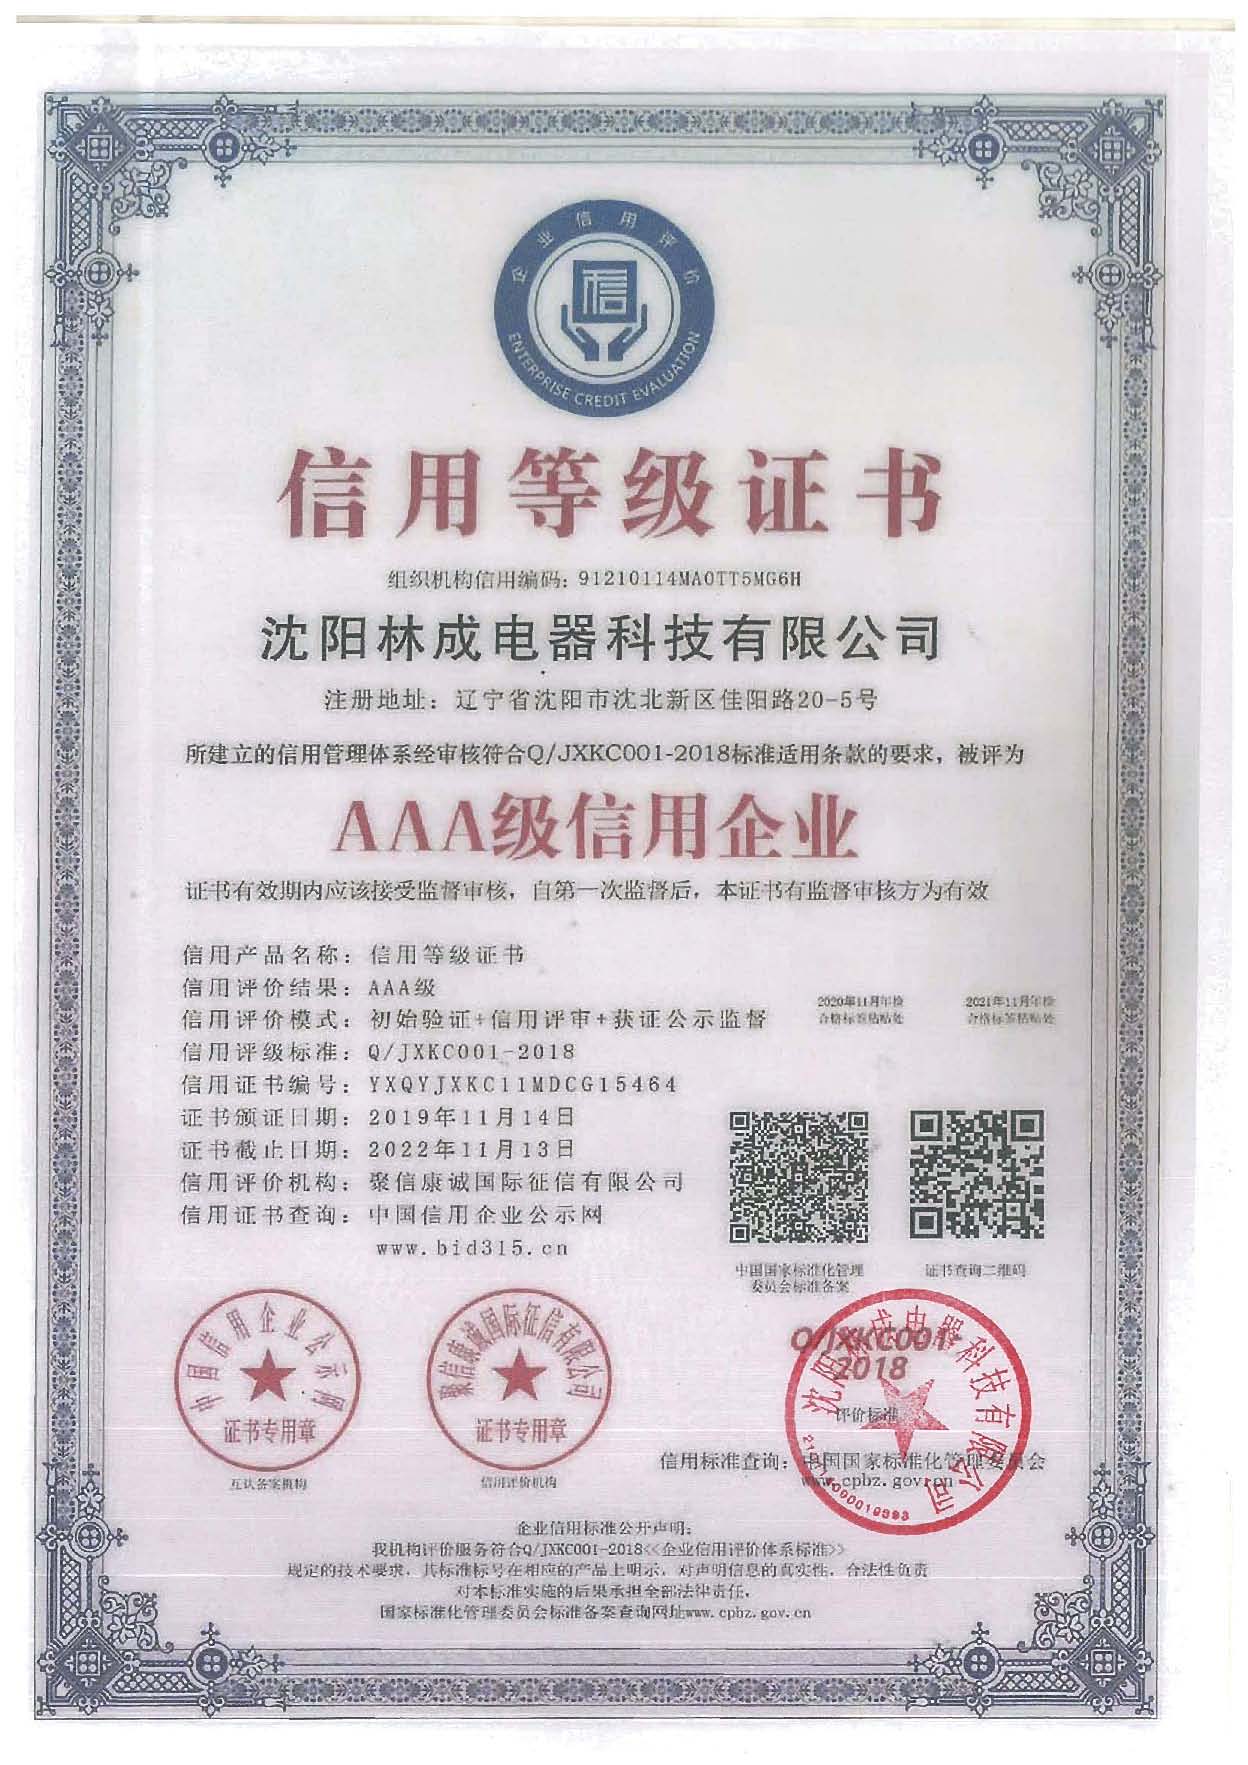 企业信用评价
ENTERPRISE CREDIT EVALUATION
信用等级证书
组织机构信用编码：91210114MA0TT5MG6H
沈阳林成电器科技有限公司
注册地址：辽宁省沈阳市沈北新区佳阳路20-5号
所建立的信用管理体系经审核符合Q/JXKC001-2018标准适用条款的要求，被评为
AAA级信用企业
证书有效期内应该接受监督审核，自第一次监督后，本证书有监督审核方为有效
信用产品名称：信用等级证书
信用评价结果：AAA级
信用评价模式：初始验证+信用评审+获证公示监督
2020年11月年检
合格标签粘贴处
2021年11月年检
合格标签粘贴处
信用评级标准：Q/JXKC001-2018
信用证书编号：YXQYJXKC11MDCG15464
证书颁证日期：2019年11月14日
证书截止日期：2022年11月13日
信用评价机构：聚信康诚国际征信有限公司
信用证书查询：中国信用企业公示网
www.bid315.cn
中国国家标准化管理
委员会标准备案
证书查询二维码
中国信用企业公示网
证书专用章
互认备案机构
聚信康诚国际征信有限公司
证书专用章
信用评价机构
Q/JXKC001-
2018
评价标准
沈阳林成电器科技有限公司
信用标准查询：中国国家标准化管理委员会
www.cpbz.gov.cn
企业信用标准公开声明：
我机构评价服务符合Q/JXKC001-2018<<企业信用评价体系标准>>
规定的技术要求，其标准标号在相应的产品上明示，对声明信息的真实性，合法性负责
对本标准实施的后果承担全部法律责任，
国家标准化管理委员会标准备案查询网址www.cpbz.gov.cn